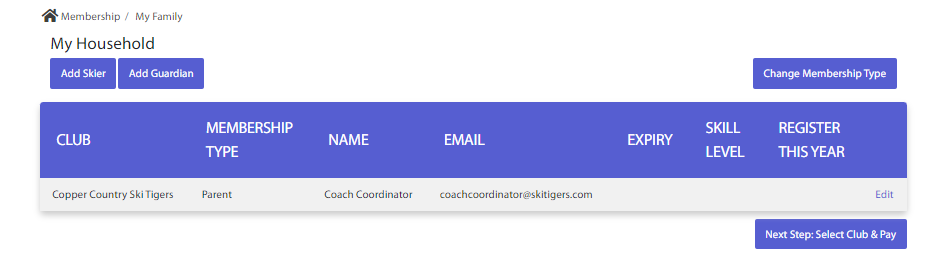 Membership / My Family
My Household
Add Skier Add Guardian Change Membership Type
CLUB MEMBERSHIP TYPE NAME EMAIL EXPIRY SKILL LEVEL REGISTER THIS YEAR
Copper Country Ski Tigers Parent Coach Coordinator coachcoordinator@skitigers.com Edit
Next Step: Select Club & Pay